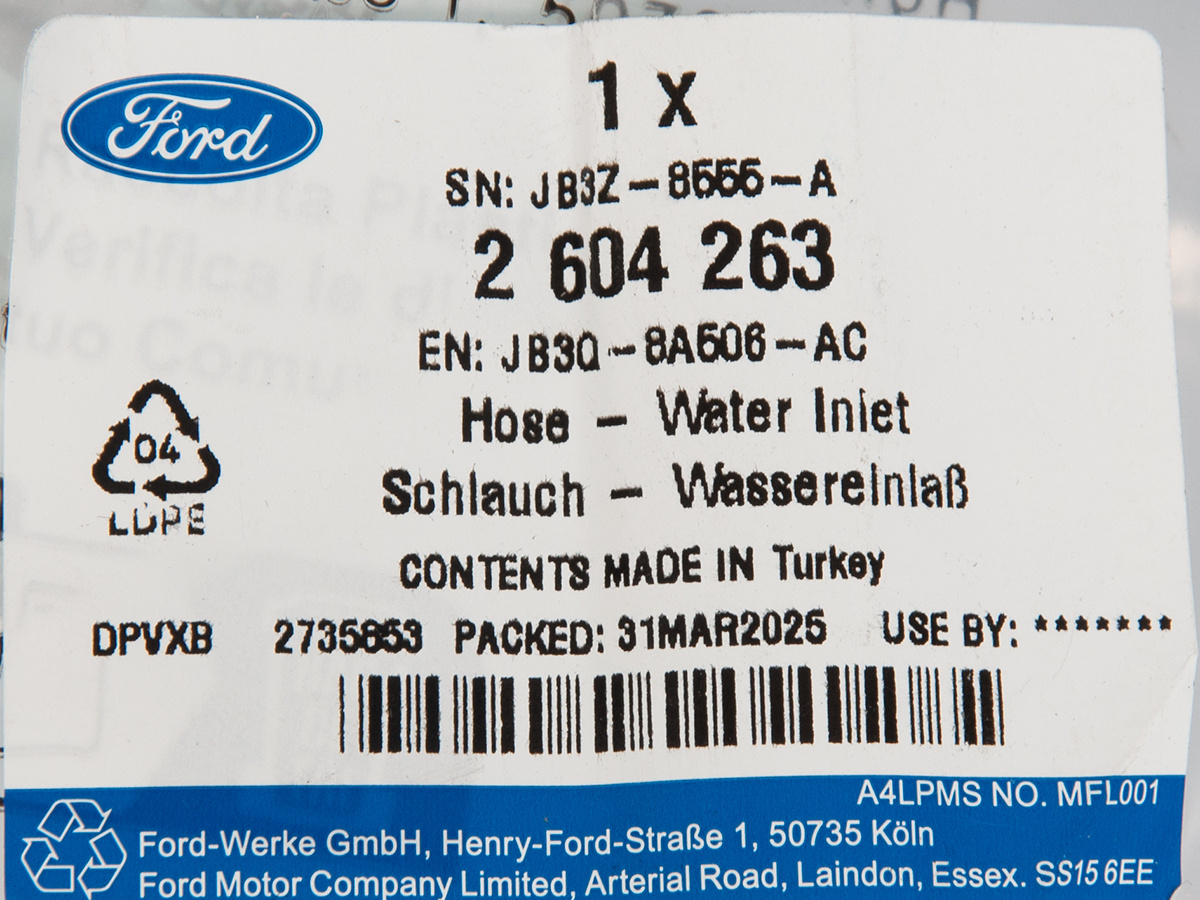 Ford
1 x
SN: JB3Z-8555-A
2 604 263
EN: JB3Q-8A506-AC
Hose - Water Inlet
Schlauch - Wassereinlaß
04
LDPE
CONTENTS MADE IN Turkey
DPVXB 2735853 PACKED: 31MAR2025 USE BY: *******
A4LPMS NO. MFL001
Ford-Werke GmbH, Henry-Ford-Straße 1, 50735 Köln
Ford Motor Company Limited, Arterial Road, Laindon, Essex. SS15 6EE